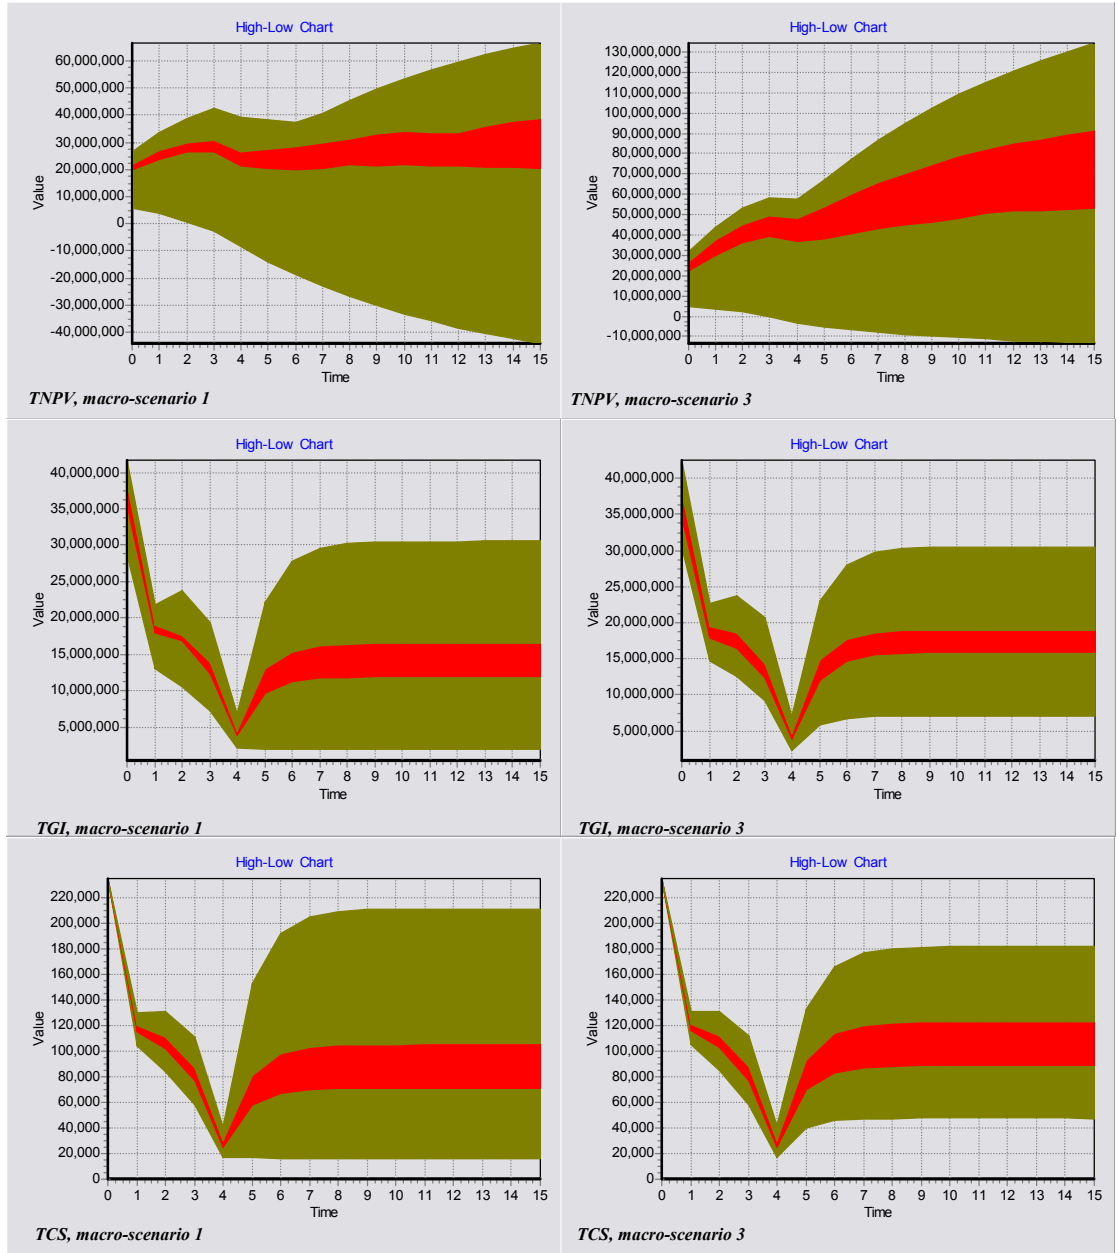 High-Low Chart
60,000,000
50,000,000
40,000,000
30,000,000
20,000,000
10,000,000
0
-10,000,000
-20,000,000
-30,000,000
-40,000,000
Value
0 1 2 3 4 5 6 7 8 9 10 11 12 13 14 15
Time
TNPV, macro-scenario 1
High-Low Chart
130,000,000
120,000,000
110,000,000
100,000,000
90,000,000
80,000,000
70,000,000
60,000,000
50,000,000
40,000,000
30,000,000
20,000,000
10,000,000
0
-10,000,000
Value
0 1 2 3 4 5 6 7 8 9 10 11 12 13 14 15
Time
TNPV, macro-scenario 3
High-Low Chart
40,000,000
35,000,000
30,000,000
25,000,000
20,000,000
15,000,000
10,000,000
5,000,000
Value
0 1 2 3 4 5 6 7 8 9 10 11 12 13 14 15
Time
TGI, macro-scenario 1
High-Low Chart
40,000,000
35,000,000
30,000,000
25,000,000
20,000,000
15,000,000
10,000,000
5,000,000
Value
0 1 2 3 4 5 6 7 8 9 10 11 12 13 14 15
Time
TGI, macro-scenario 3
High-Low Chart
220,000
200,000
180,000
160,000
140,000
120,000
100,000
80,000
60,000
40,000
20,000
0
Value
0 1 2 3 4 5 6 7 8 9 10 11 12 13 14 15
Time
TCS, macro-scenario 1
High-Low Chart
220,000
200,000
180,000
160,000
140,000
120,000
100,000
80,000
60,000
40,000
20,000
0
Value
0 1 2 3 4 5 6 7 8 9 10 11 12 13 14 15
Time
TCS, macro-scenario 3